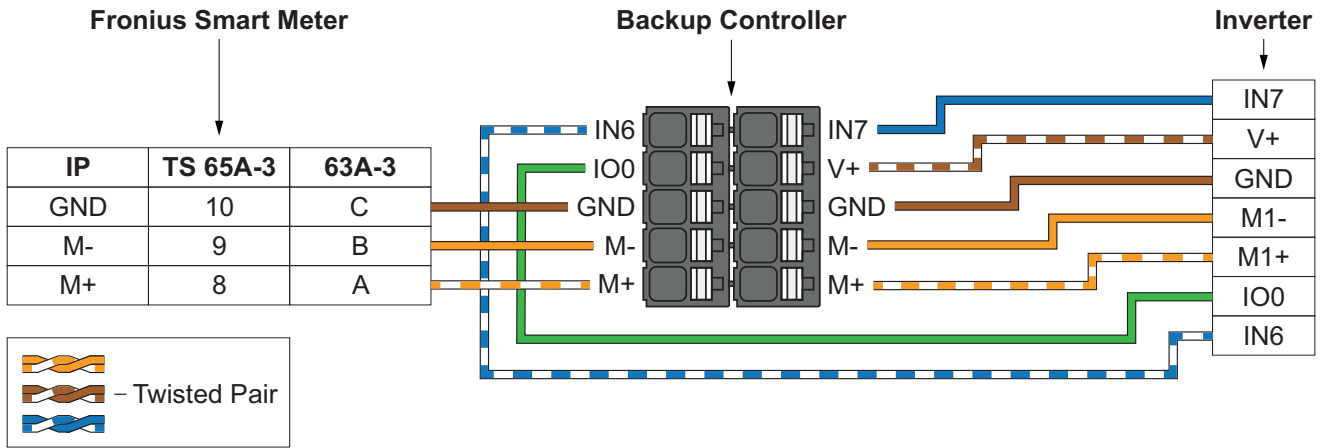 Fronius Smart Meter
Backup Controller
Inverter
IP TS 65A-3 63A-3
GND 10 C
M- 9 B
M+ 8 A
IN6
IO0
GND
M-
M+
IN7
V+
GND
M-
M+
IN7
V+
GND
M1-
M1+
IO0
IN6
– Twisted Pair